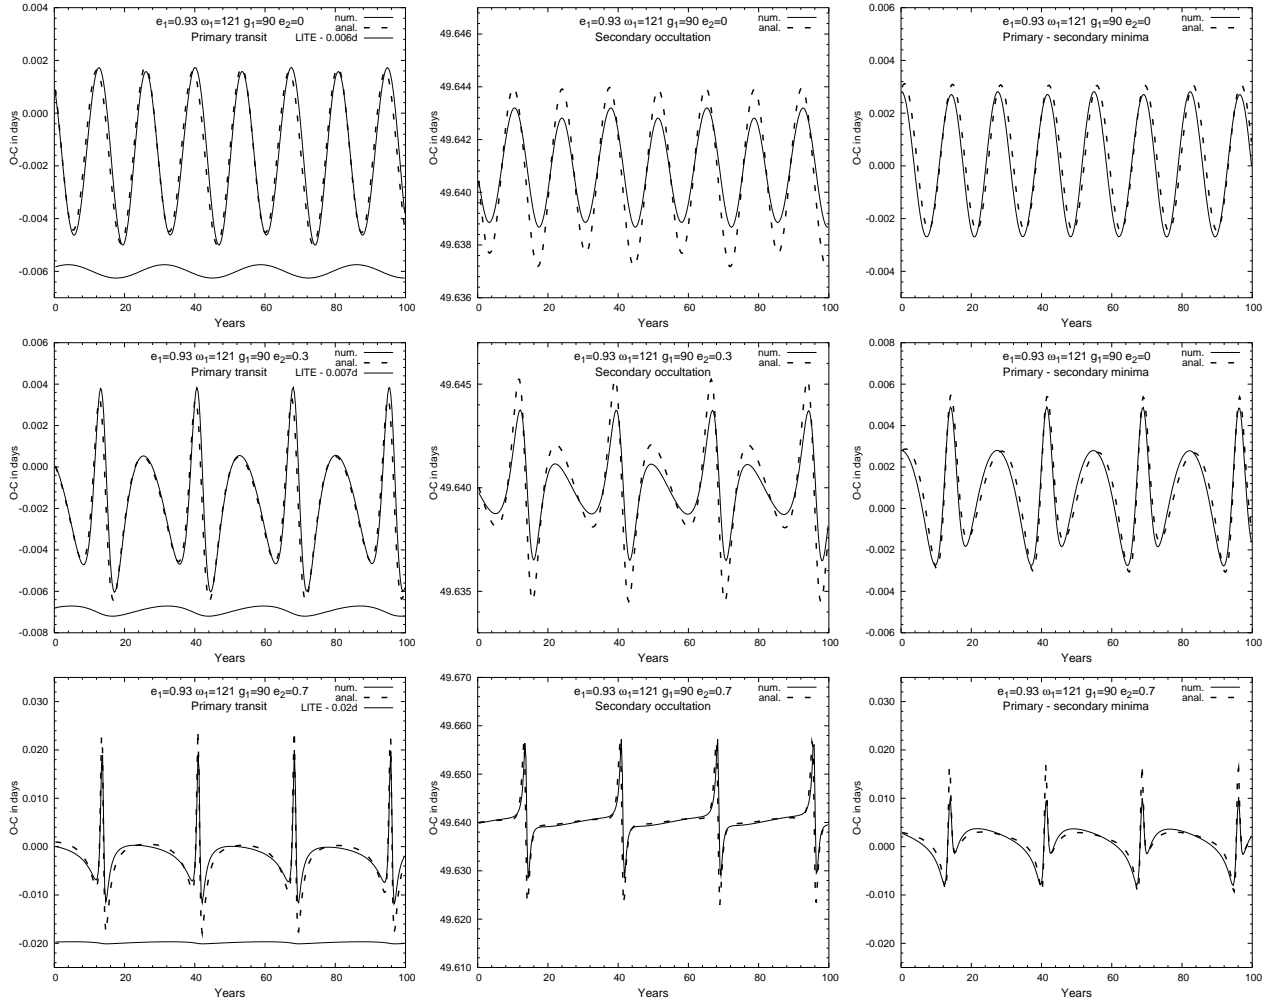 e1=0.93 ω1=121 g1=90 e2=0
Primary transit
num.
anal.
LITE - 0.006d
0.004
0.002
0.000
-0.002
-0.004
-0.006
O-C in days
0 20 40 60 80 100
Years
e1=0.93 ω1=121 g1=90 e2=0
Secondary occultation
num.
anal.
49.646
49.644
49.642
49.640
49.638
49.636
O-C in days
0 20 40 60 80 100
Years
e1=0.93 ω1=121 g1=90 e2=0
Primary - secondary minima
num.
anal.
0.006
0.004
0.002
0.000
-0.002
-0.004
O-C in days
0 20 40 60 80 100
Years
e1=0.93 ω1=121 g1=90 e2=0.3
Primary transit
num.
anal.
LITE - 0.007d
0.006
0.004
0.002
0.000
-0.002
-0.004
-0.006
-0.008
O-C in days
0 20 40 60 80 100
Years
e1=0.93 ω1=121 g1=90 e2=0.3
Secondary occultation
num.
anal.
49.645
49.640
49.635
O-C in days
0 20 40 60 80 100
Years
e1=0.93 ω1=121 g1=90 e2=0
Primary - secondary minima
num.
anal.
0.008
0.006
0.004
0.002
0.000
-0.002
-0.004
-0.006
O-C in days
0 20 40 60 80 100
Years
e1=0.93 ω1=121 g1=90 e2=0.7
Primary transit
num.
anal.
LITE - 0.02d
0.030
0.020
0.010
0.000
-0.010
-0.020
O-C in days
0 20 40 60 80 100
Years
e1=0.93 ω1=121 g1=90 e2=0.7
Secondary occultation
num.
anal.
49.670
49.660
49.650
49.640
49.630
49.620
49.610
O-C in days
0 20 40 60 80 100
Years
e1=0.93 ω1=121 g1=90 e2=0.7
Primary - secondary minima
num.
anal.
0.030
0.020
0.010
0.000
-0.010
-0.020
O-C in days
0 20 40 60 80 100
Years